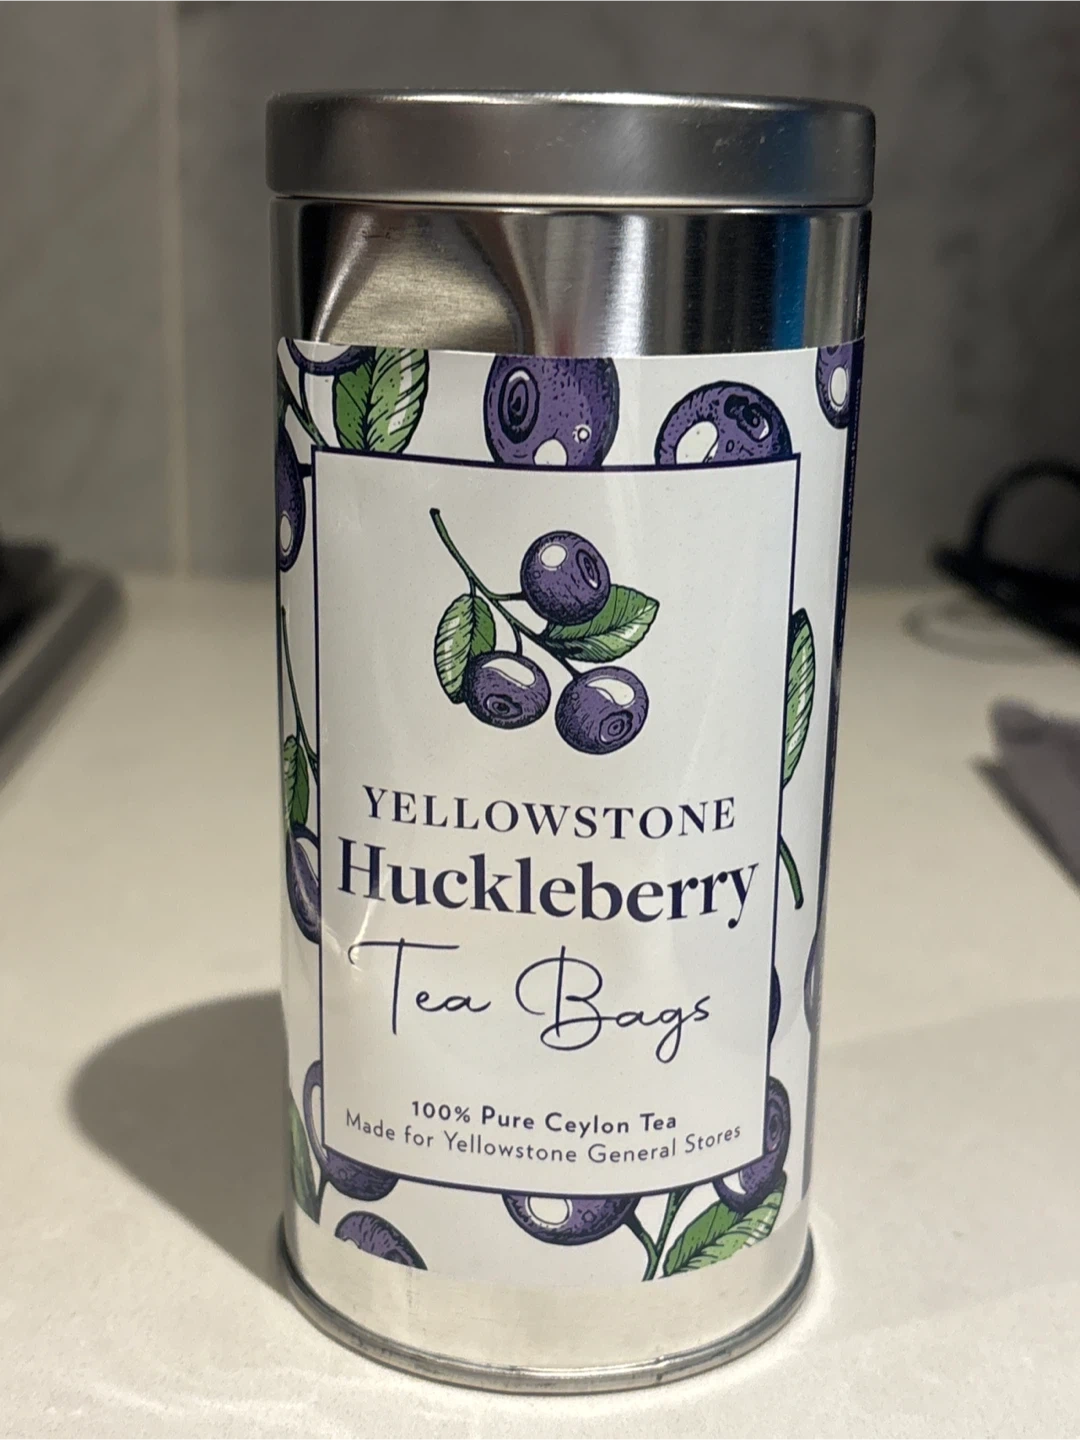 YELLOWSTONE
Huckleberry
Tea Bags
100% Pure Ceylon Tea
Made for Yellowstone General Stores